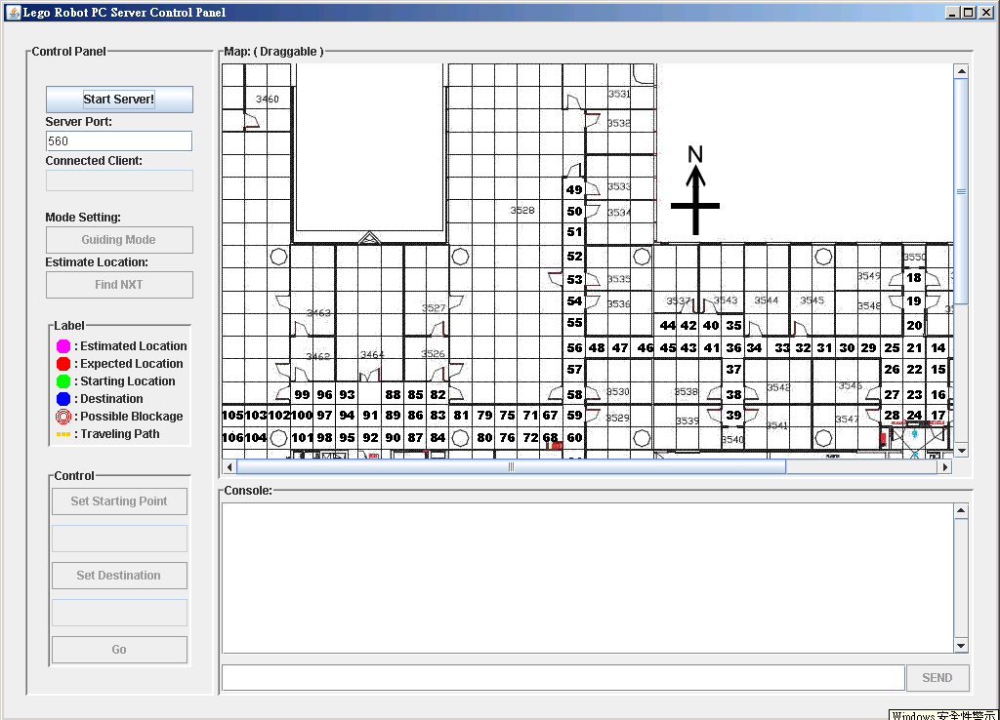 Lego Robot PC Server Control Panel
Control Panel
Start Server!
Server Port:
560
Connected Client:
Mode Setting:
Guiding Mode
Estimate Location:
Find NXT
Label
: Estimated Location
: Expected Location
: Starting Location
: Destination
: Possible Blockage
: Traveling Path
Control
Set Starting Point
Set Destination
Go
Map: ( Draggable )
3460 3531
3532
N
49 3533
3528 50 3534
51
52 3550
53 3535 3549 18
54 3536 3537 3543 3544 3545 3548 19
3463 3527 55 44 42 40 35 20
3462 3464 3526 56 48 47 46 45 43 41 36 34 33 32 31 30 29 25 21 14
57 37 26 22 15
99 96 93 88 85 82 58 3530 3538 38 3542 3546 27 23 16
105 103 102 100 97 94 91 89 86 83 81 79 75 71 67 59 3529 3539 39 3541 3547 28 24 17
106 104 101 98 95 92 90 87 84 80 76 72 68 60 3540
Console:
SEND
Windows 安全性警示